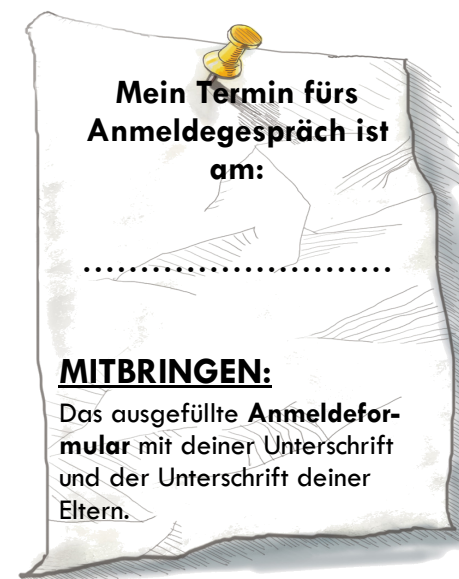 Mein Termin fürs
Anmeldegespräch ist
am:
..............................
MITBRINGEN:
Das ausgefüllte Anmeldefor-
mular mit deiner Unterschrift
und der Unterschrift deiner
Eltern.